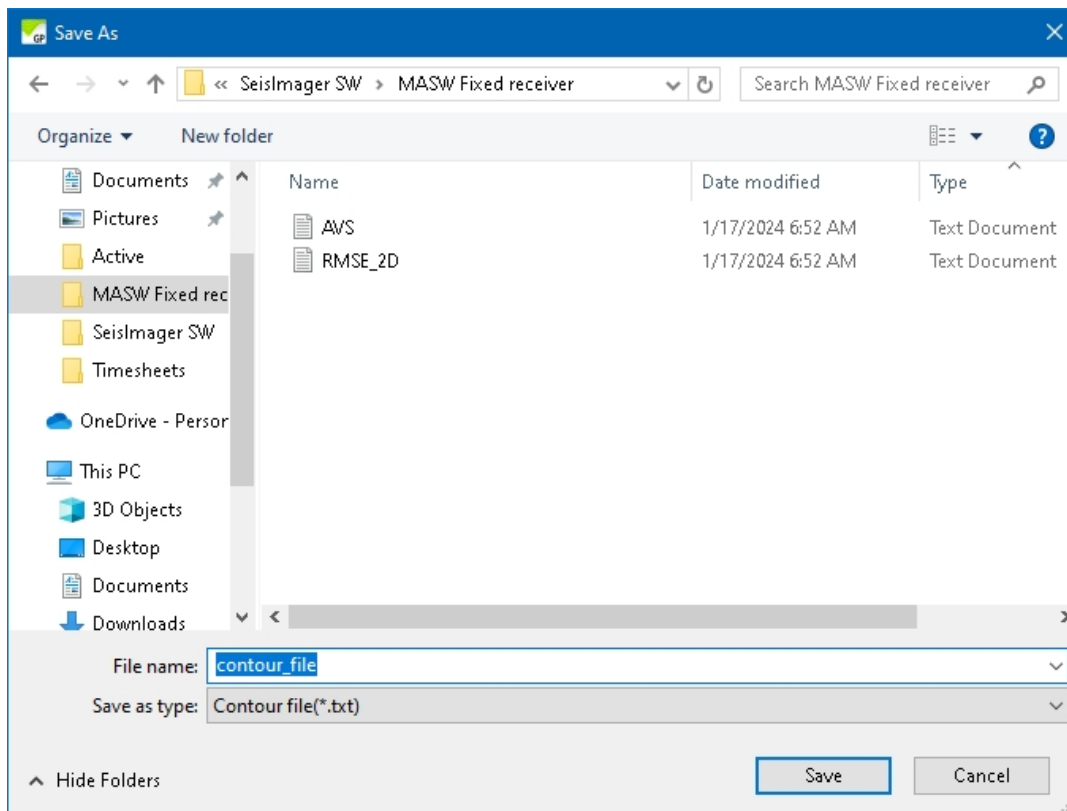 GP Save As
« SeisImager SW > MASW Fixed receiver Search MASW Fixed receiver
Organize New folder ?
Name Date modified Type
Documents
Pictures
Active
MASW Fixed rec
SeisImager SW
Timesheets
OneDrive - Person
This PC
3D Objects
Desktop
Documents
Downloads
AVS 1/17/2024 6:52 AM Text Document
RMSE_2D 1/17/2024 6:52 AM Text Document
File name: contour_file
Save as type: Contour file(*.txt)
Hide Folders Save Cancel